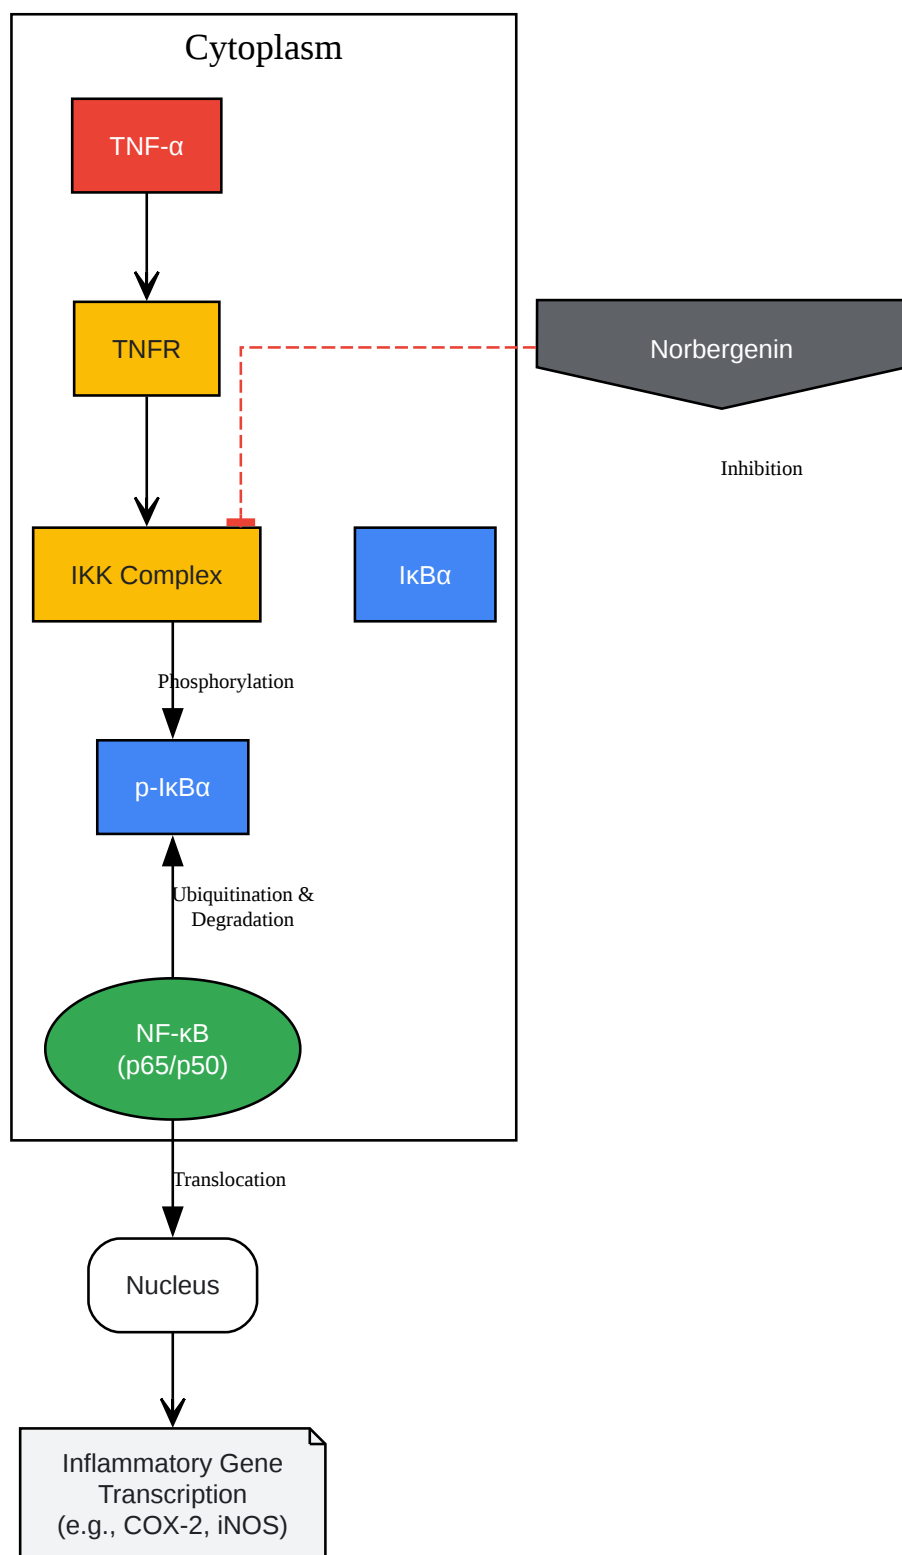 Cytoplasm
TNF-α
TNFR
Norbergenin
Inhibition
IKK Complex
IκBα
Phosphorylation
p-IκBα
Ubiquitination &
Degradation
NF-κB
(p65/p50)
Translocation
Nucleus
Inflammatory Gene
Transcription
(e.g., COX-2, iNOS)